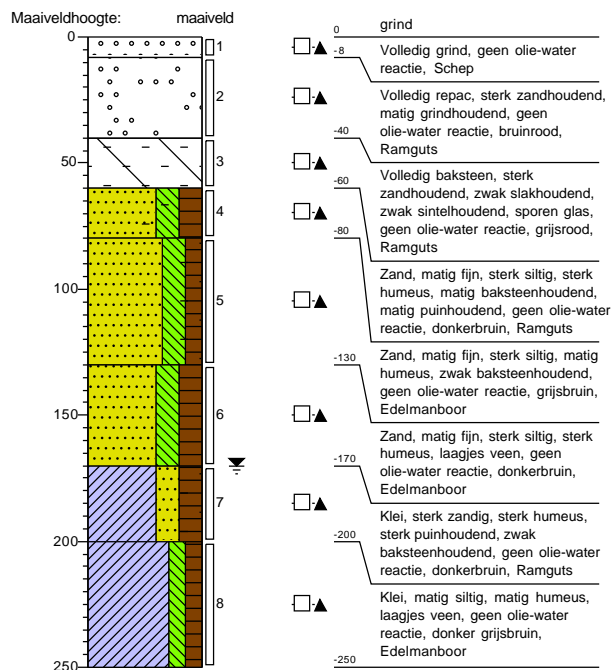 Maaiveldhoogte: maaiveld
0
50
100
150
200
250
1
2
3
4
5
6
7
8
0
grind
-8
Volledig grind, geen olie-water
reactie, Schep
Volledig repac, sterk zandhoudend,
matig grindhoudend, geen
olie-water reactie, bruinrood,
Ramguts
-40
Volledig baksteen, sterk
zandhoudend, zwak slakhoudend,
zwak sintelhoudend, sporen glas,
geen olie-water reactie, grijsrood,
Ramguts
-60
-80
Zand, matig fijn, sterk siltig, sterk
humeus, matig baksteenhoudend,
matig puinhoudend, geen olie-water
reactie, donkerbruin, Ramguts
-130
Zand, matig fijn, sterk siltig, matig
humeus, zwak baksteenhoudend,
geen olie-water reactie, grijsbruin,
Edelmanboor
Zand, matig fijn, sterk siltig, sterk
humeus, laagjes veen, geen
olie-water reactie, donkerbruin,
Edelmanboor
-170
Klei, sterk zandig, sterk humeus,
sterk puinhoudend, zwak
baksteenhoudend, geen olie-water
reactie, donkerbruin, Ramguts
-200
Klei, matig siltig, matig humeus,
laagjes veen, geen olie-water
reactie, donker grijsbruin,
Edelmanboor
-250